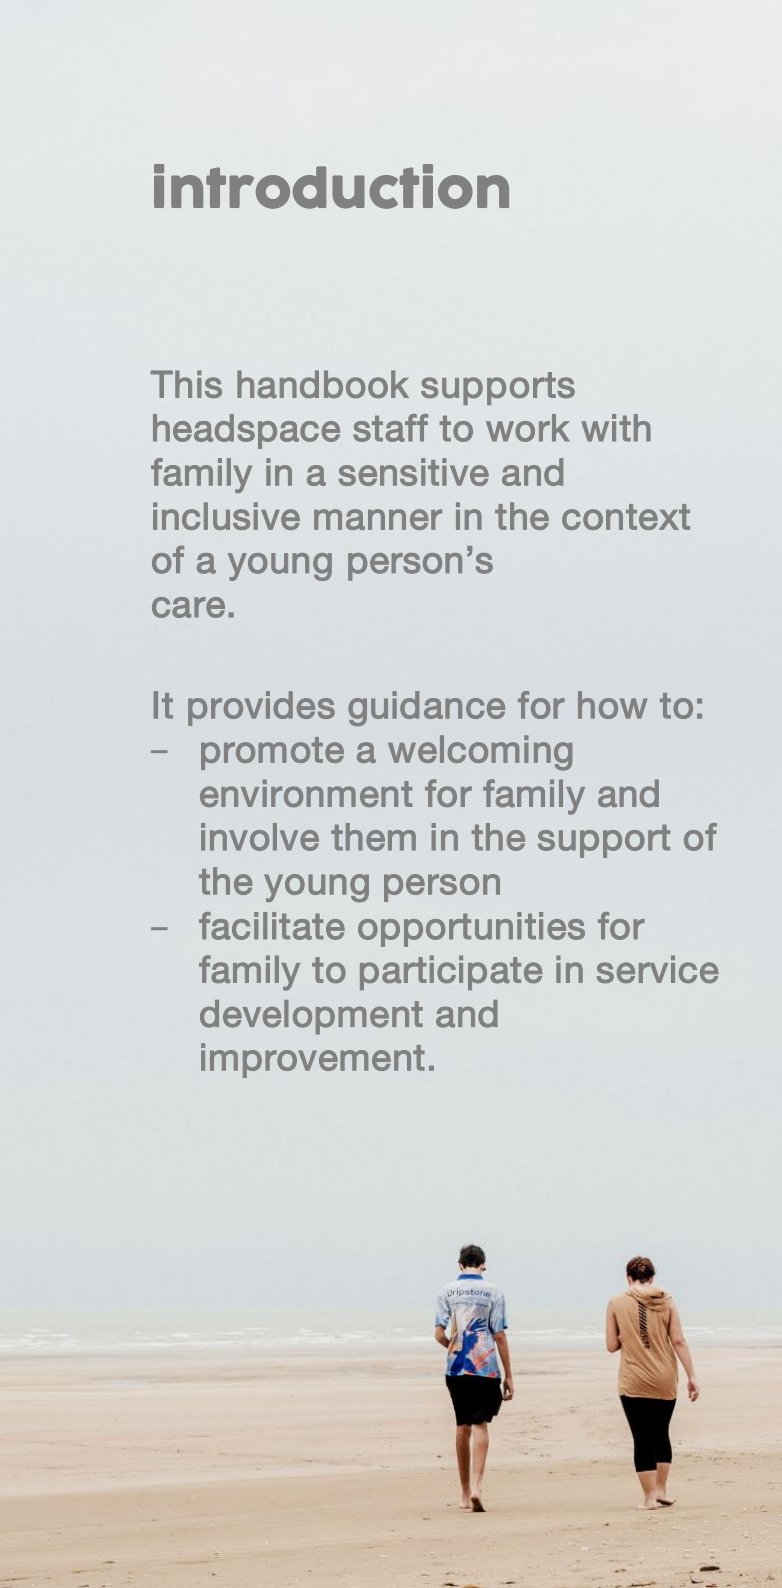 introduction
This handbook supports
headspace staff to work with
family in a sensitive and
inclusive manner in the context
of a young person’s
care.
It provides guidance for how to:
– promote a welcoming
environment for family and
involve them in the support of
the young person
– facilitate opportunities for
family to participate in service
development and
improvement.
Dripstone